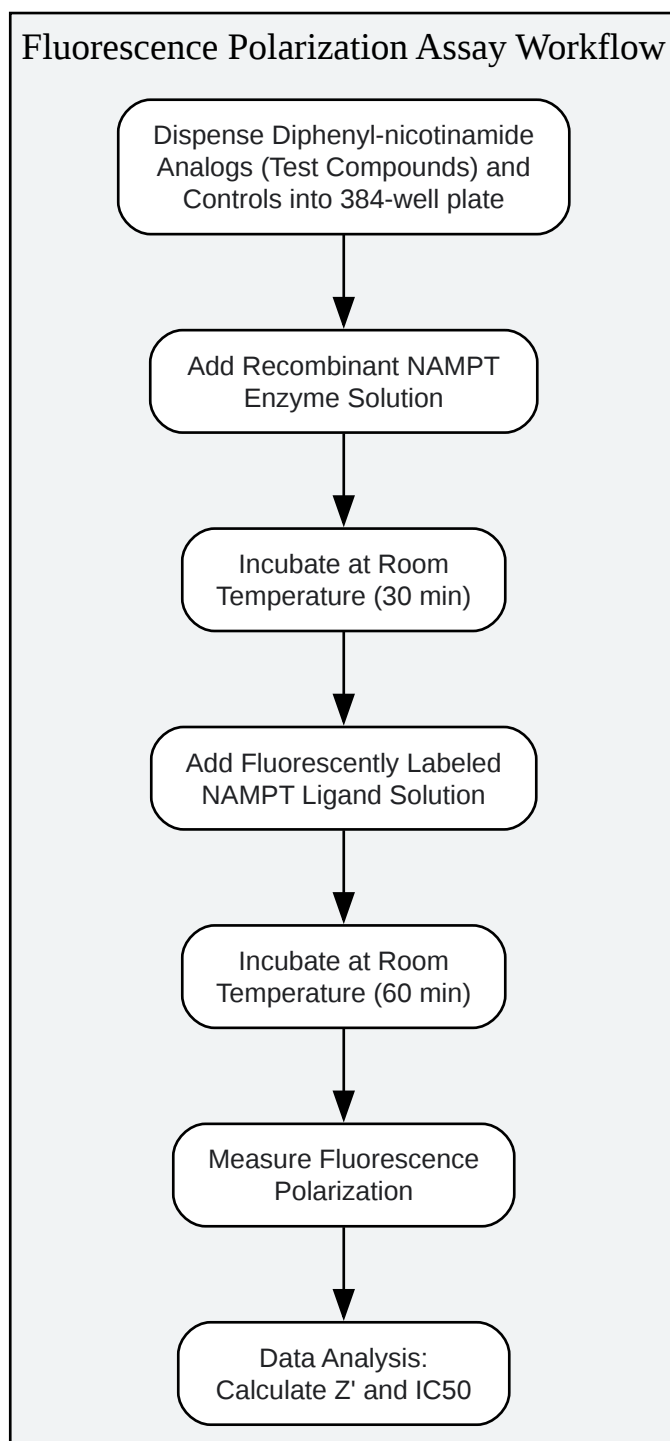 Fluorescence Polarization Assay Workflow
Dispense Diphenyl-nicotinamide
Analogs (Test Compounds) and
Controls into 384-well plate
Add Recombinant NAMPT
Enzyme Solution
Incubate at Room
Temperature (30 min)
Add Fluorescently Labeled
NAMPT Ligand Solution
Incubate at Room
Temperature (60 min)
Measure Fluorescence
Polarization
Data Analysis:
Calculate Z' and IC50